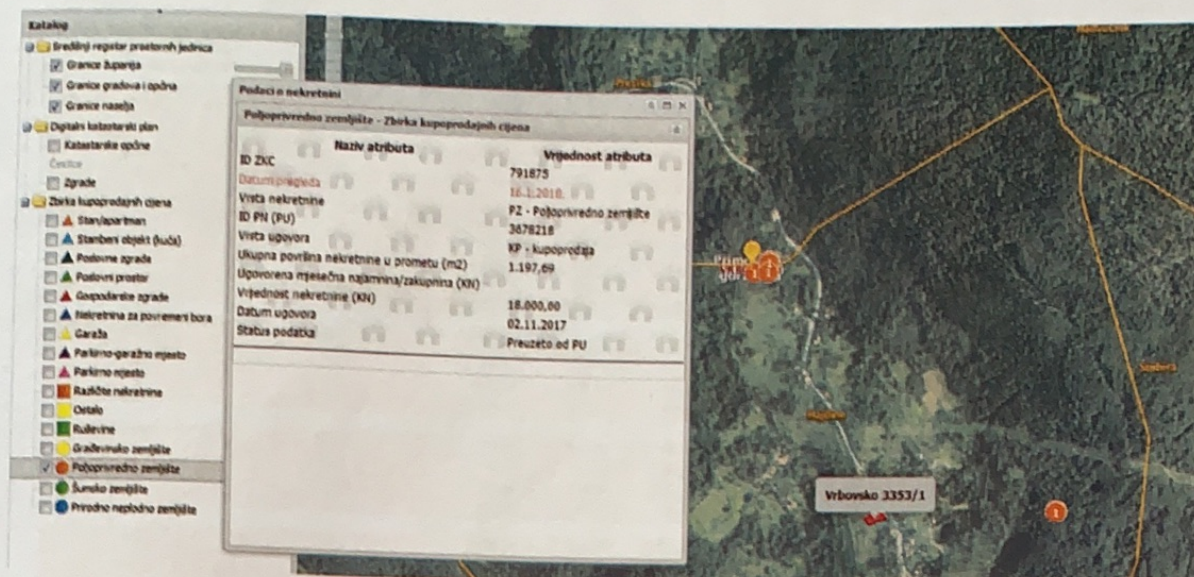 Katalog
Središnji registar prostornih jedinica
Granice županija
Granice gradova i općina
Granice naselja
Digitalni katastarski plan
Katastarske općine
Čestice
Zgrade
Zbirka kupoprodajnih cijena
Stan/apartman
Stambeni objekt (kuća)
Poslovne zgrade
Poslovni prostor
Gospodarske zgrade
Nekretnina za povremeni bora
Garaža
Parkirno-garažno mjesto
Parkirno mjesto
Različite nekretnine
Ostalo
Ruševine
Građevinsko zemljište
Poljoprivredno zemljište
Šumsko zemljište
Prirodno neplodno zemljište
Podaci o nekretnini
Poljoprivredno zemljište - Zbirka kupoprodajnih cijena
Naziv atributa Vrijednost atributa
ID ZKC 791875
Datum pregleda 16.1.2018.
Vrsta nekretnine PZ - Poljoprivredno zemljište
ID PN (PU) 3678218
Vrsta ugovora KP - kupoprodaja
Ukupna površina nekretnine u prometu (m2) 1.197,69
Ugovorena mjesečna najamnina/zakupnina (KN)
Vrijednost nekretnine (KN) 18.000,00
Datum ugovora 02.11.2017
Status podatka Preuzeto od PU
1
Vrbovsko 3353/1
1